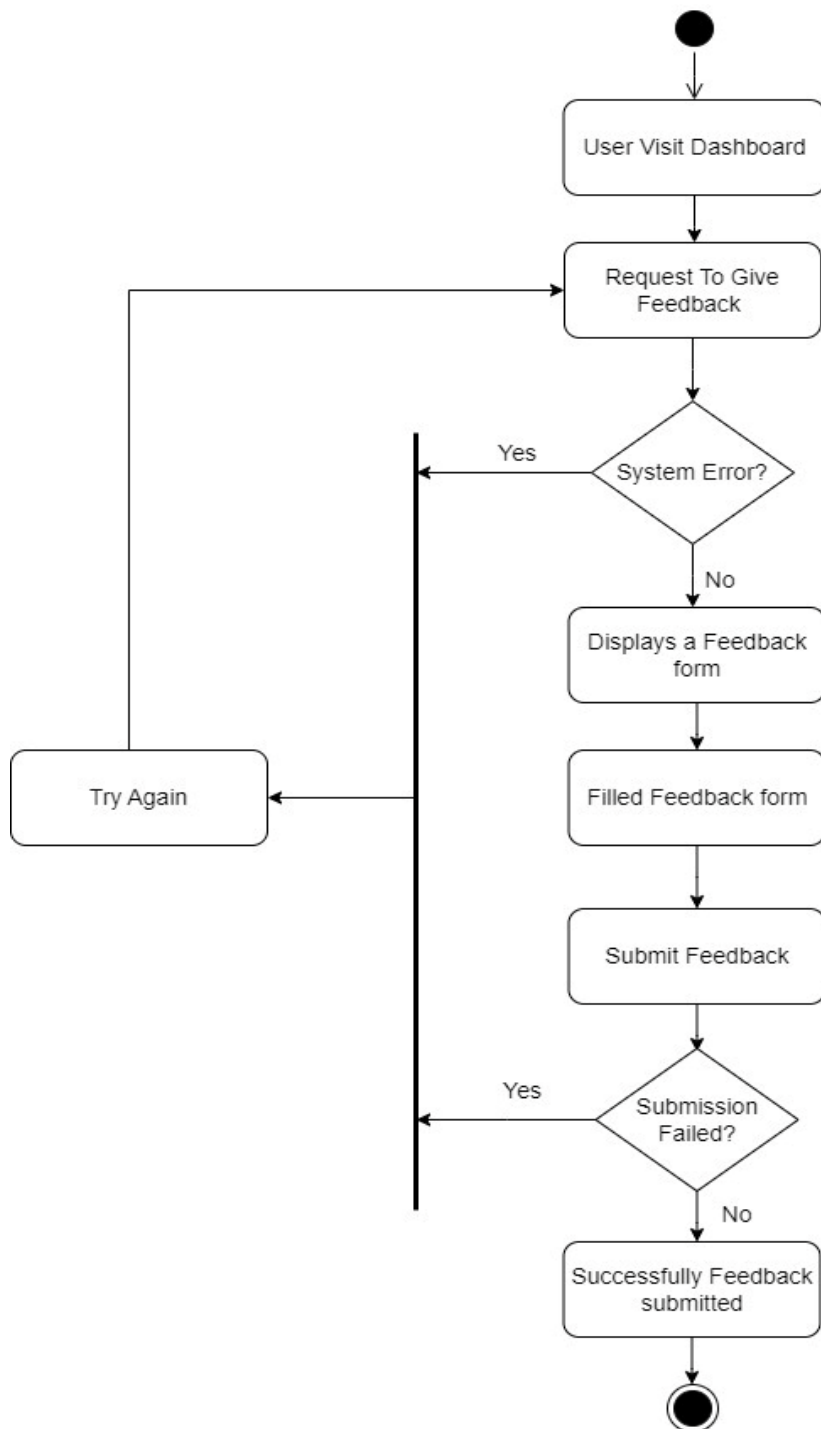 User Visit Dashboard
Request To Give
Feedback
Yes
System Error?
No
Displays a Feedback
form
Try Again
Filled Feedback form
Submit Feedback
Yes
Submission
Failed?
No
Successfully Feedback
submitted